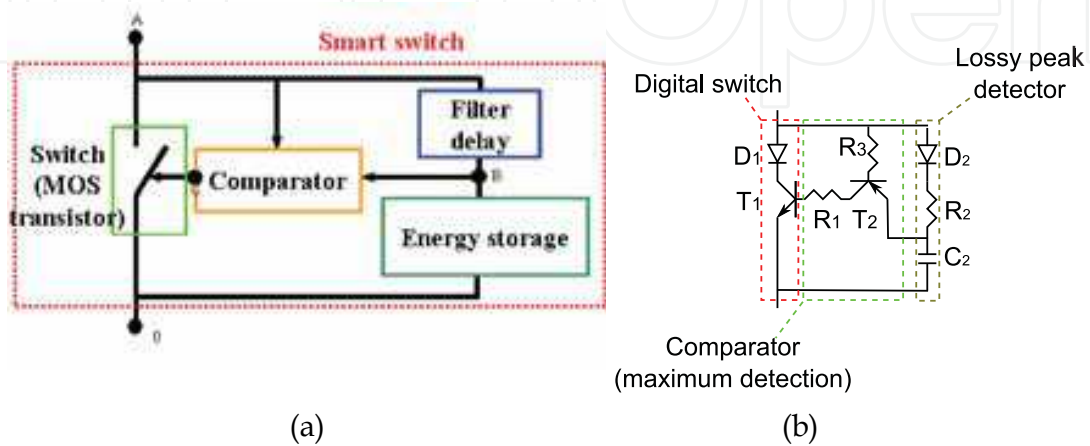 A
Smart switch
Filter
delay
Switch
(MOS
transistor)
Comparator
B
Energy storage
0
(a)
Open
Lossy peak
detector
Digital switch
D1
R3
D2
T1
R1
T2
R2
C2
Comparator
(maximum detection)
(b)